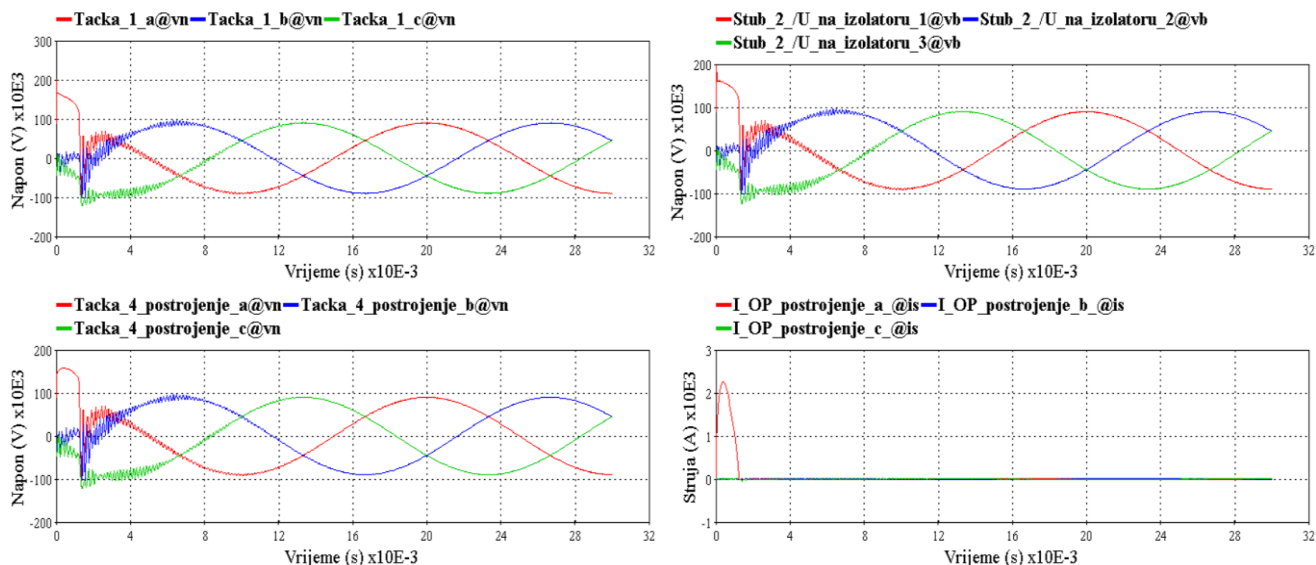 Tacka_1_a@vn Tacka_1_b@vn Tacka_1_c@vn
300
200
100
0
-100
-200
Napon (V) x10E3
0 4 8 12 16 20 24 28 32
Vrijeme (s) x10E-3
Stub_2_/U_na_izolatoru_1@vb Stub_2_/U_na_izolatoru_2@vb
Stub_2_/U_na_izolatoru_3@vb
200
100
0
-100
-200
Napon (V) x10E3
0 4 8 12 16 20 24 28 32
Vrijeme (s) x10E-3
Tacka_4_postrojenje_a@vn Tacka_4_postrojenje_b@vn
Tacka_4_postrojenje_c@vn
200
100
0
-100
-200
Napon (V) x10E3
0 4 8 12 16 20 24 28 32
Vrijeme (s) x10E-3
I_OP_postrojenje_a_@is I_OP_postrojenje_b_@is
I_OP_postrojenje_c_@is
3
2
1
0
-1
Struja (A) x10E3
0 4 8 12 16 20 24 28 32
Vrijeme (s) x10E-3